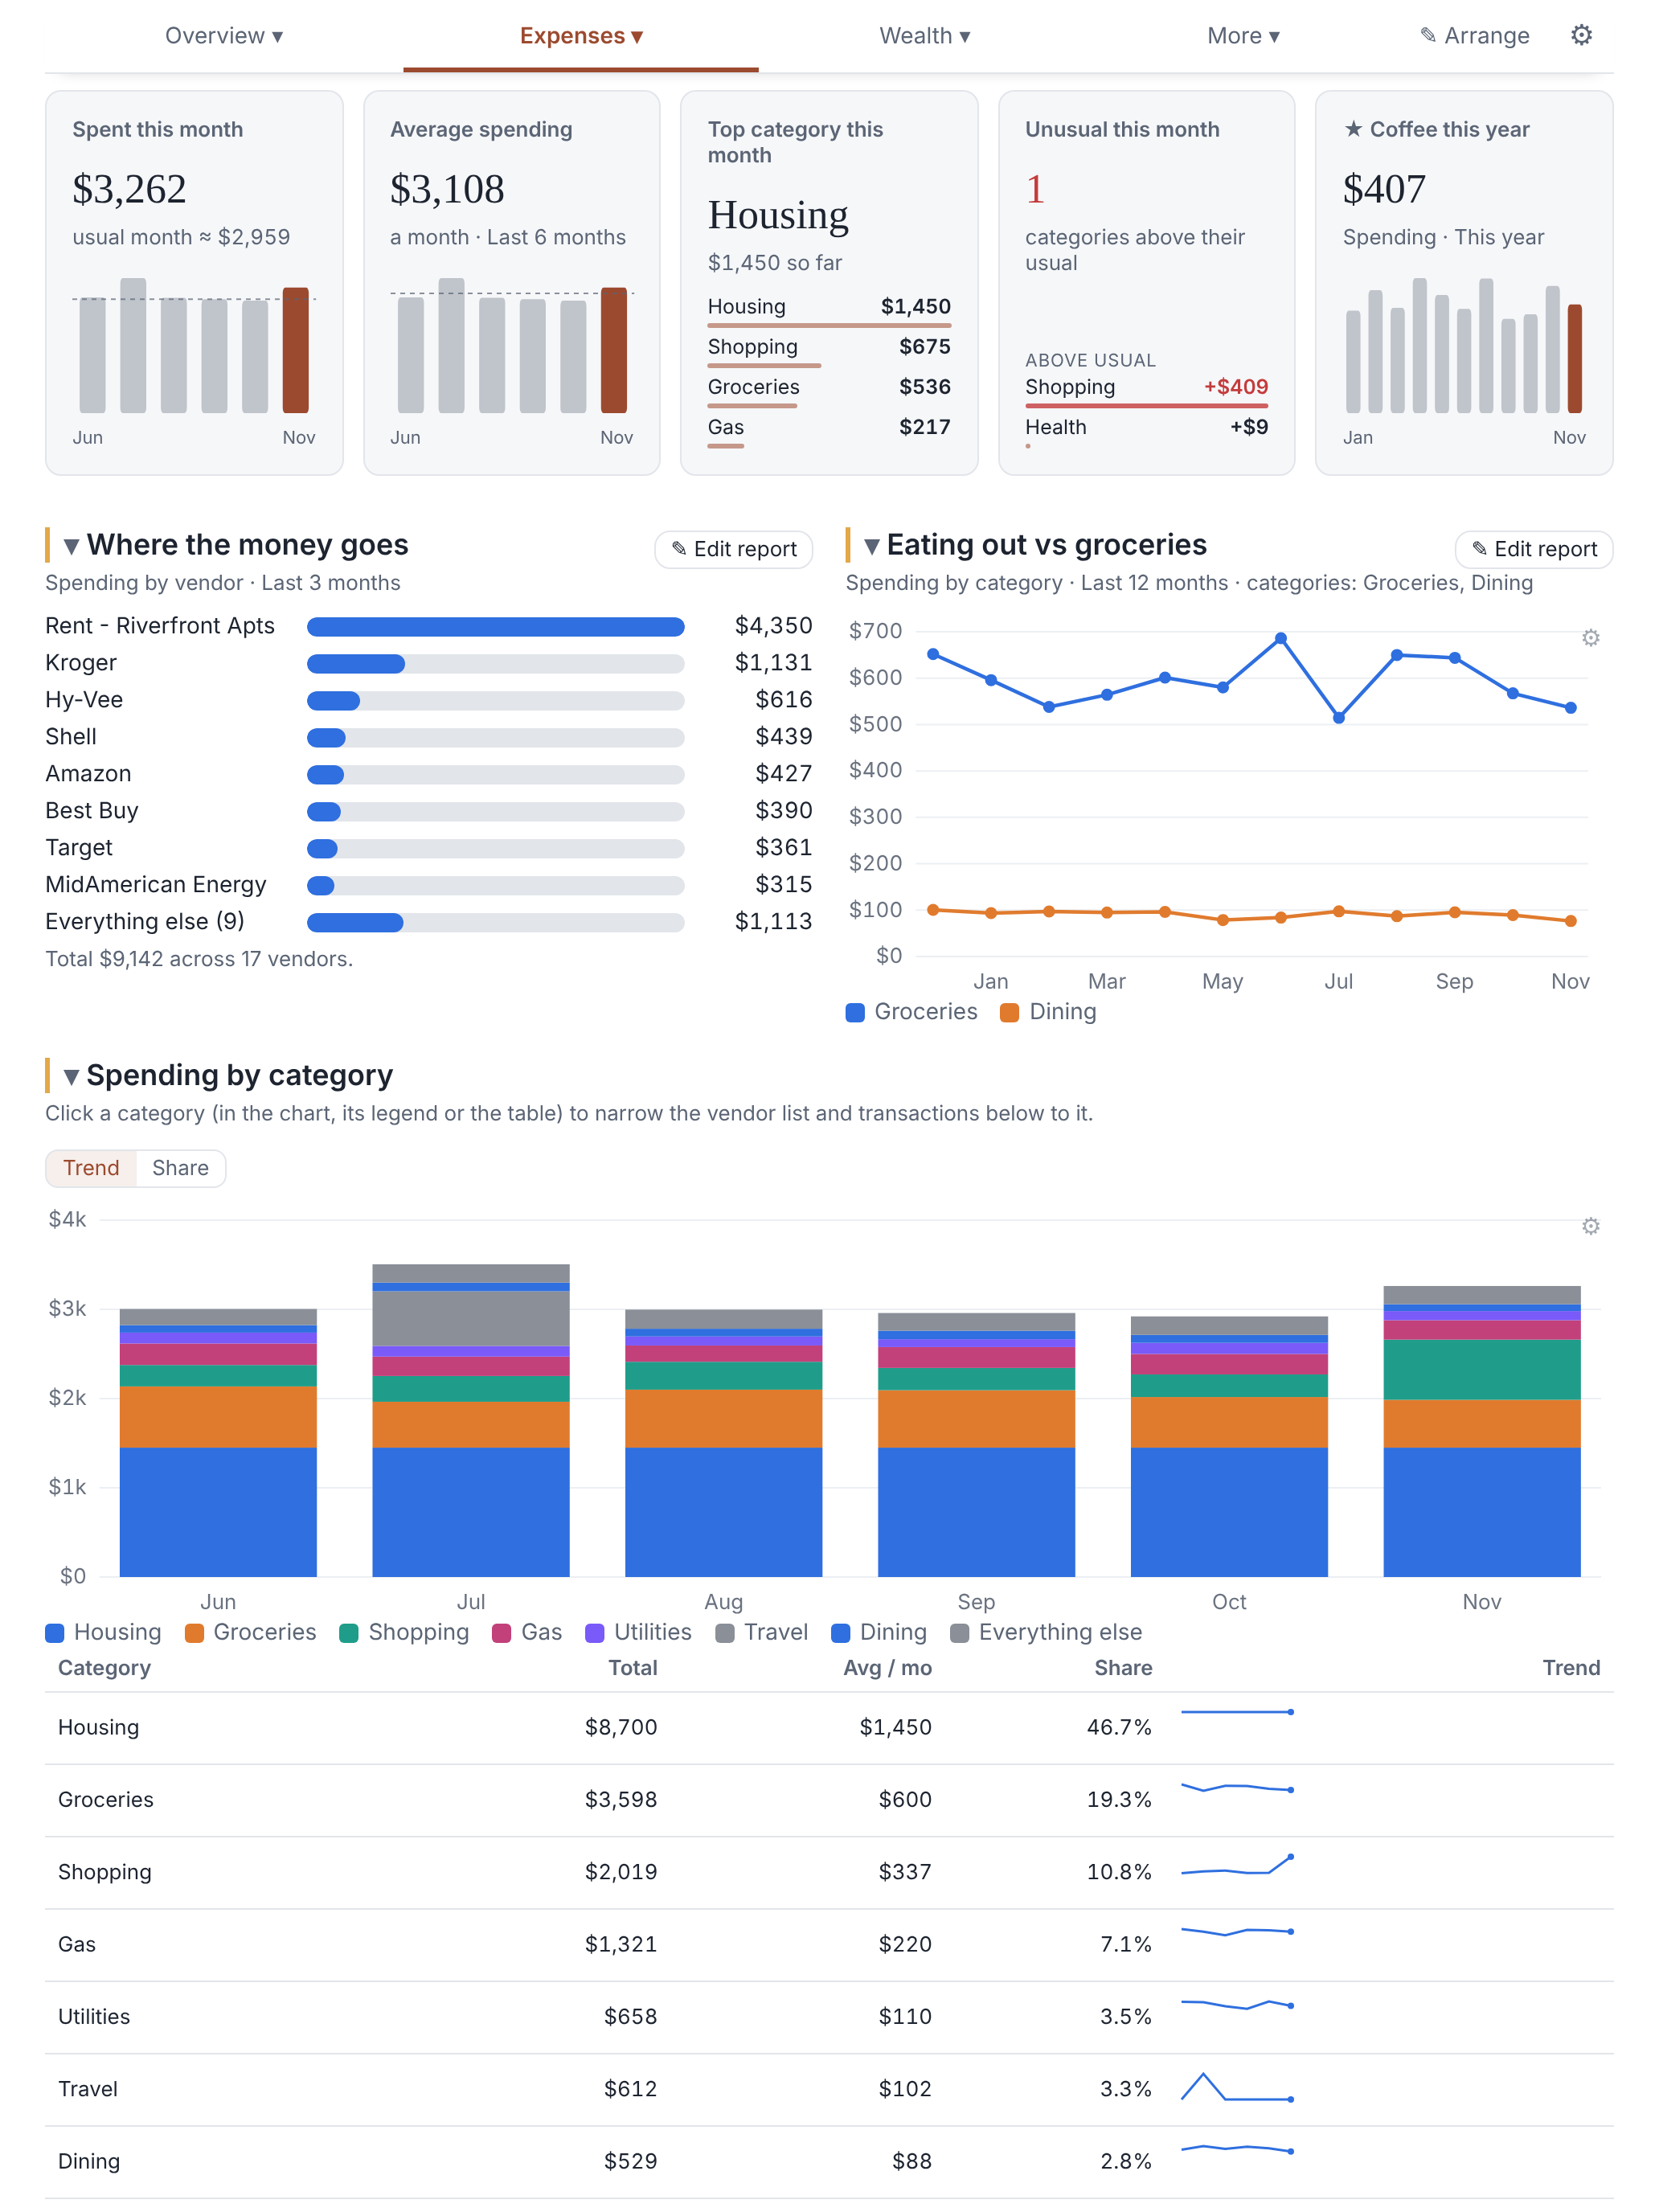 Overview ▾ Expenses ▾ Wealth ▾ More ▾ ✎ Arrange ⚙
Spent this month
$3,262
usual month ≈ $2,959
Jun Nov
Average spending
$3,108
a month · Last 6 months
Jun Nov
Top category this
month
Housing
$1,450 so far
Housing $1,450
Shopping $675
Groceries $536
Gas $217
Unusual this month
1
categories above their
usual
ABOVE USUAL
Shopping +$409
Health +$9
★ Coffee this year
$407
Spending · This year
Jan Nov
▾ Where the money goes
✎ Edit report
Spending by vendor · Last 3 months
Rent - Riverfront Apts $4,350
Kroger $1,131
Hy-Vee $616
Shell $439
Amazon $427
Best Buy $390
Target $361
MidAmerican Energy $315
Everything else (9) $1,113
Total $9,142 across 17 vendors.
▾ Eating out vs groceries
✎ Edit report
Spending by category · Last 12 months · categories: Groceries, Dining
⚙
$700
$600
$500
$400
$300
$200
$100
$0
Jan Mar May Jul Sep Nov
Groceries Dining
▾ Spending by category
Click a category (in the chart, its legend or the table) to narrow the vendor list and transactions below to it.
Trend Share
⚙
$4k
$3k
$2k
$1k
$0
Jun Jul Aug Sep Oct Nov
Housing Groceries Shopping Gas Utilities Travel Dining Everything else
Category Total Avg / mo Share Trend
Housing $8,700 $1,450 46.7%
Groceries $3,598 $600 19.3%
Shopping $2,019 $337 10.8%
Gas $1,321 $220 7.1%
Utilities $658 $110 3.5%
Travel $612 $102 3.3%
Dining $529 $88 2.8%